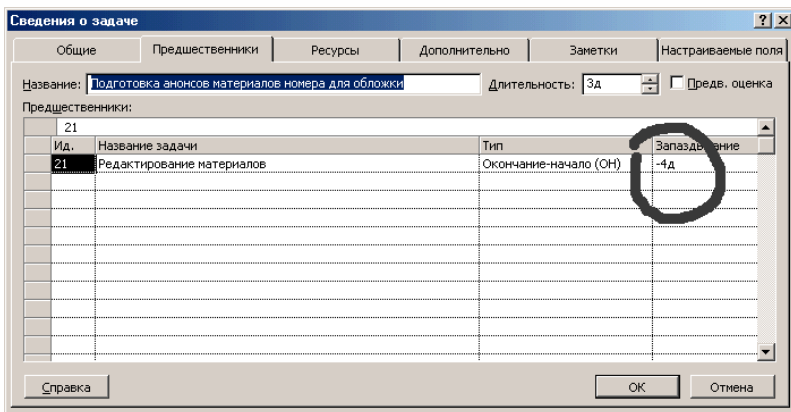 Сведения о задаче
Общие Предшественники Ресурсы Дополнительно Заметки Настраиваемые поля
Название: Подготовка анонсов материалов номера для обложки Длительность: 3д Предв. оценка
Предшественники:
21
Ид. Название задачи Тип Запаздывание
21 Редактирование материалов Окончание-начало (ОН) -4д
Справка ОК Отмена